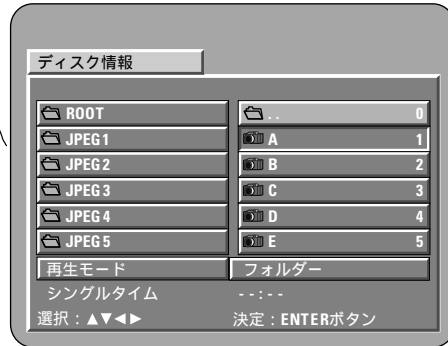 ディスク情報
ROOT .. 0
JPEG1 A 1
JPEG2 B 2
JPEG3 C 3
JPEG4 D 4
JPEG5 E 5
再生モード フォルダー
シングルタイム --:--
選択：▲▼◀▶ 決定：ENTERボタン